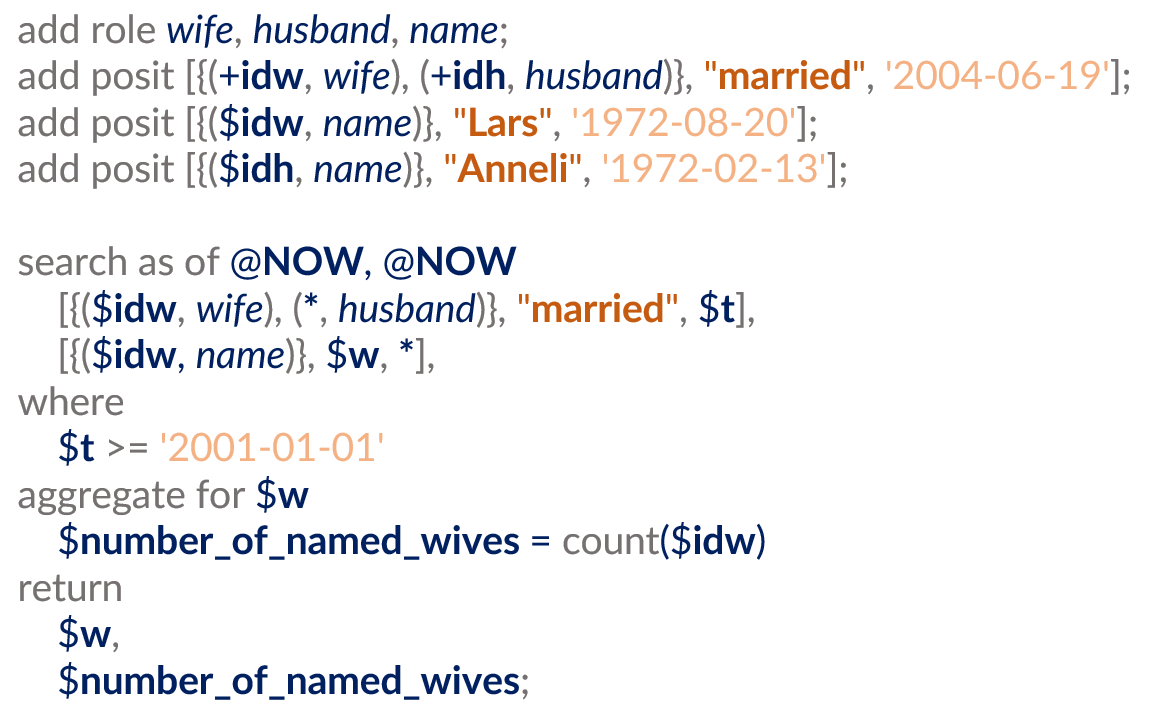 add role wife, husband, name;
add posit [{(+idw, wife), (+idh, husband)}, "married", '2004-06-19'];
add posit [{($idw, name)}, "Lars", '1972-08-20'];
add posit [{($idh, name)}, "Anneli", '1972-02-13'];
search as of @NOW, @NOW
[{($idw, wife), (*, husband)}, "married", $t],
[{($idw, name)}, $w, *],
where
$t >= '2001-01-01'
aggregate for $w
$number_of_named_wives = count($idw)
return
$w,
$number_of_named_wives;